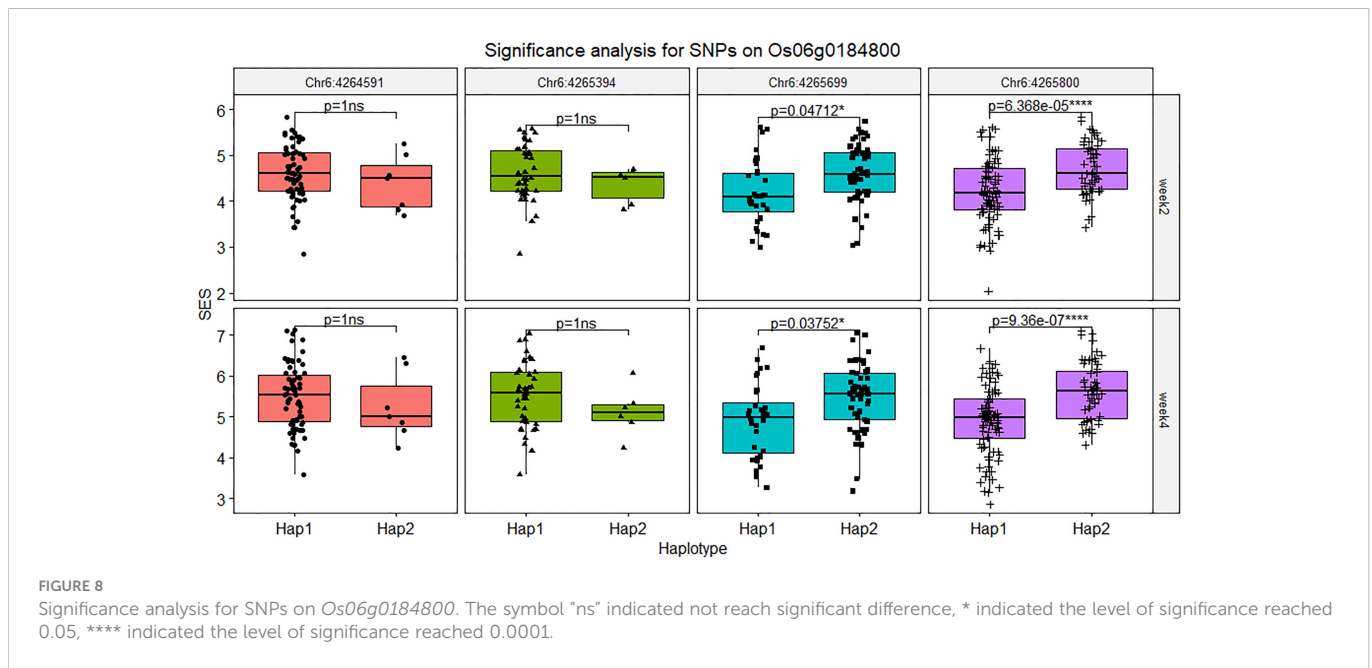 Significance analysis for SNPs on Os06g0184800
Chr6:4264591
Chr6:4265394
Chr6:4265699
Chr6:4265800
p=1ns
p=1ns
p=0.04712*
p=6.368e-05****
6
5
4
3
2
week2
SES
p=1ns
p=1ns
p=0.03752*
p=9.36e-07****
7
6
5
4
3
week4
Hap1
Hap2
Hap1
Hap2
Hap1
Hap2
Hap1
Hap2
Haplotype
FIGURE 8
Significance analysis for SNPs on Os06g0184800. The symbol “ns” indicated not reach significant difference, * indicated the level of significance reached
0.05, **** indicated the level of significance reached 0.0001.